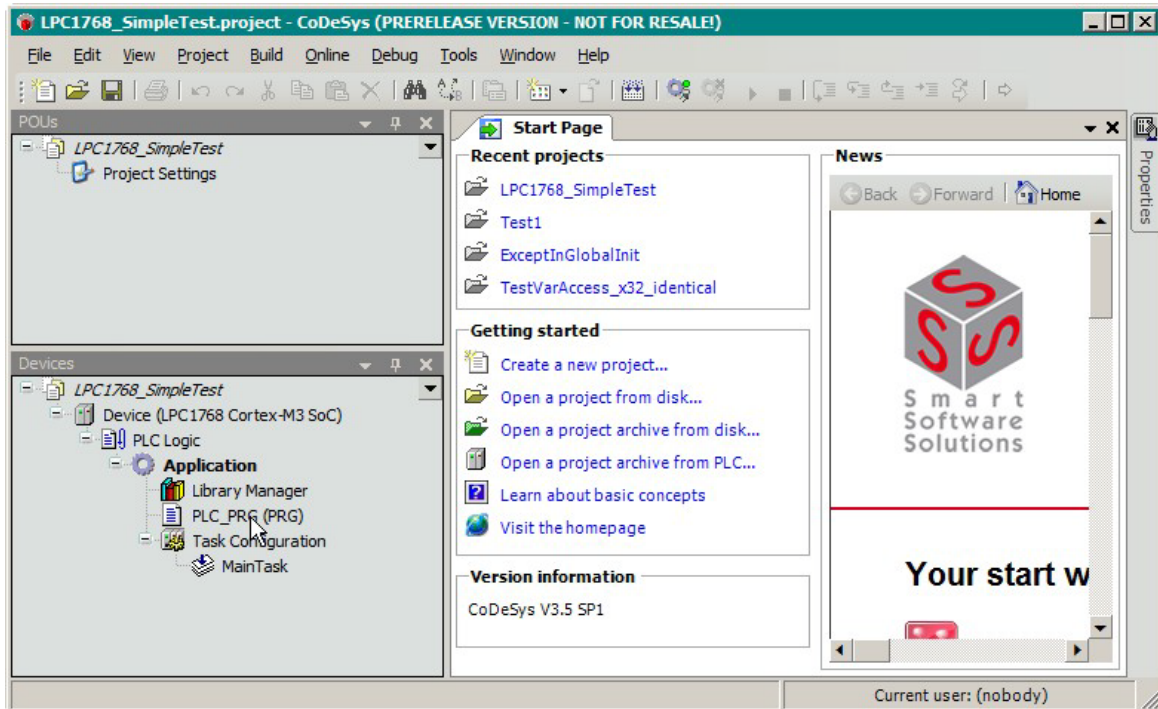 LPC1768_SimpleTest.project - CoDeSys (PRERELEASE VERSION - NOT FOR RESALE!)
File Edit View Project Build Online Debug Tools Window Help
POUs
LPC1768_SimpleTest
Project Settings
Devices
LPC1768_SimpleTest
Device (LPC1768 Cortex-M3 SoC)
PLC Logic
Application
Library Manager
PLC_PRG (PRG)
Task Configuration
MainTask
Start Page
Recent projects
LPC1768_SimpleTest
Test1
ExceptInGlobalInit
TestVarAccess_x32_identical
Getting started
Create a new project...
Open a project from disk...
Open a project archive from disk...
Open a project archive from PLC...
Learn about basic concepts
Visit the homepage
Version information
CoDeSys V3.5 SP1
News
Back Forward Home
S S S
Smart
Software
Solutions
Your start w
Properties
Current user: (nobody)